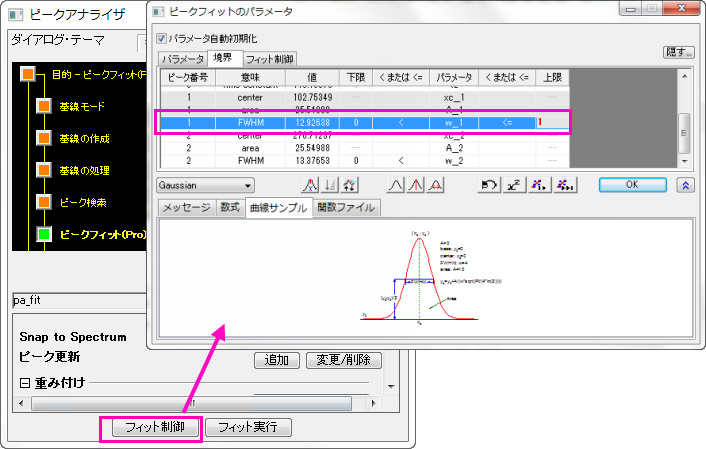 ピークアナライザ
ダイアログ・テーマ
目的 - ピークフィット(P
基線モード
基線の作成
基線の処理
ピーク検索
ピークフィット(Pro)
pa_fit
Snap to Spectrum
ピーク更新
追加 変更/削除
重み付け
フィット制御 フィット実行
ピークフィットのパラメータ
パラメータ自動初期化
隠す...
パラメータ 境界 フィット制御
ピーク番号 意味 値 下限 < または <= パラメータ < または <= 上限
1 center 102.75349 --- xc_1 ---
1 area 25.54988 --- A_1 ---
1 FWHM 12.92638 0 < w_1 <= 1
2 center 270.71297 --- xc_2 ---
2 area 25.54988 --- A_2 ---
2 FWHM 13.37653 0 < w_2 ---
Gaussian OK
メッセージ 数式 曲線サンプル 関数ファイル
FWHM
Area